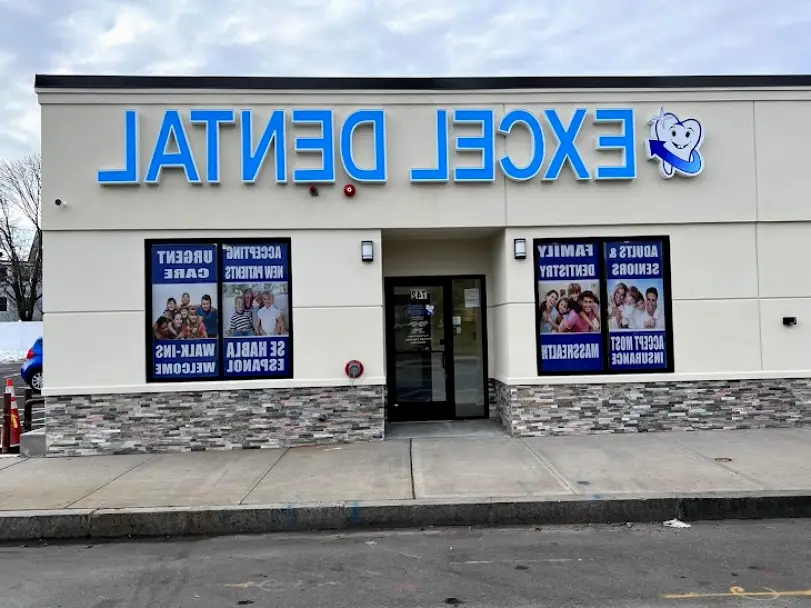 EXCEL DENTAL
ADULTS &
SENIORS
ACCEPT MOST
INSURANCE
FAMILY
DENTISTRY
MASSHEALTH
742
ACCEPTING
NEW PATIENTS
SE HABLA
ESPANOL
URGENT
CARE
WALK-INS
WELCOME